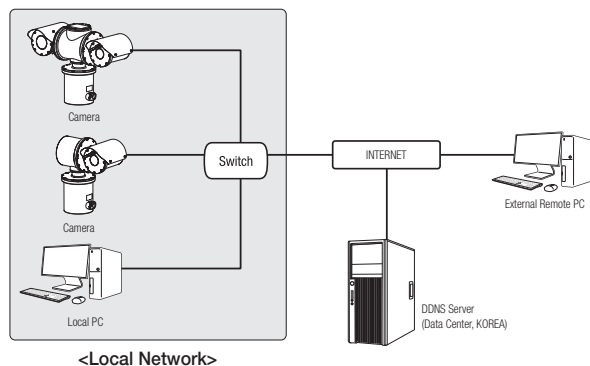 Camera
Switch
INTERNET
Camera
External Remote PC
Local PC
DDNS Server
(Data Center, KOREA)
<Local Network>